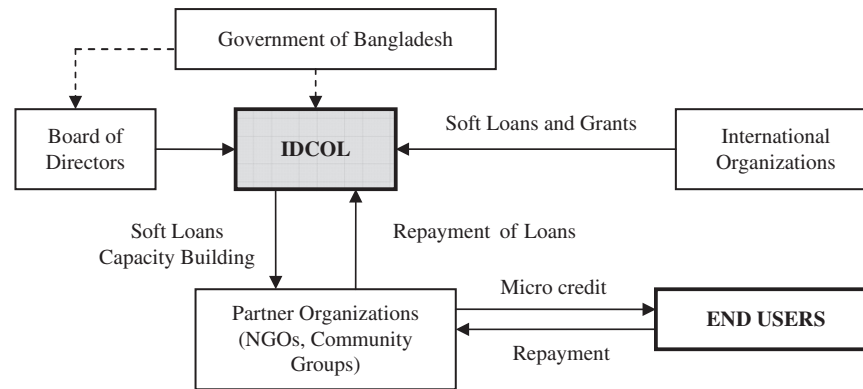 Government of Bangladesh
Board of
Directors
IDCOL
Soft Loans and Grants
International
Organizations
Soft Loans
Capacity Building
Repayment of Loans
Partner Organizations
(NGOs, Community
Groups)
Micro credit
Repayment
END USERS